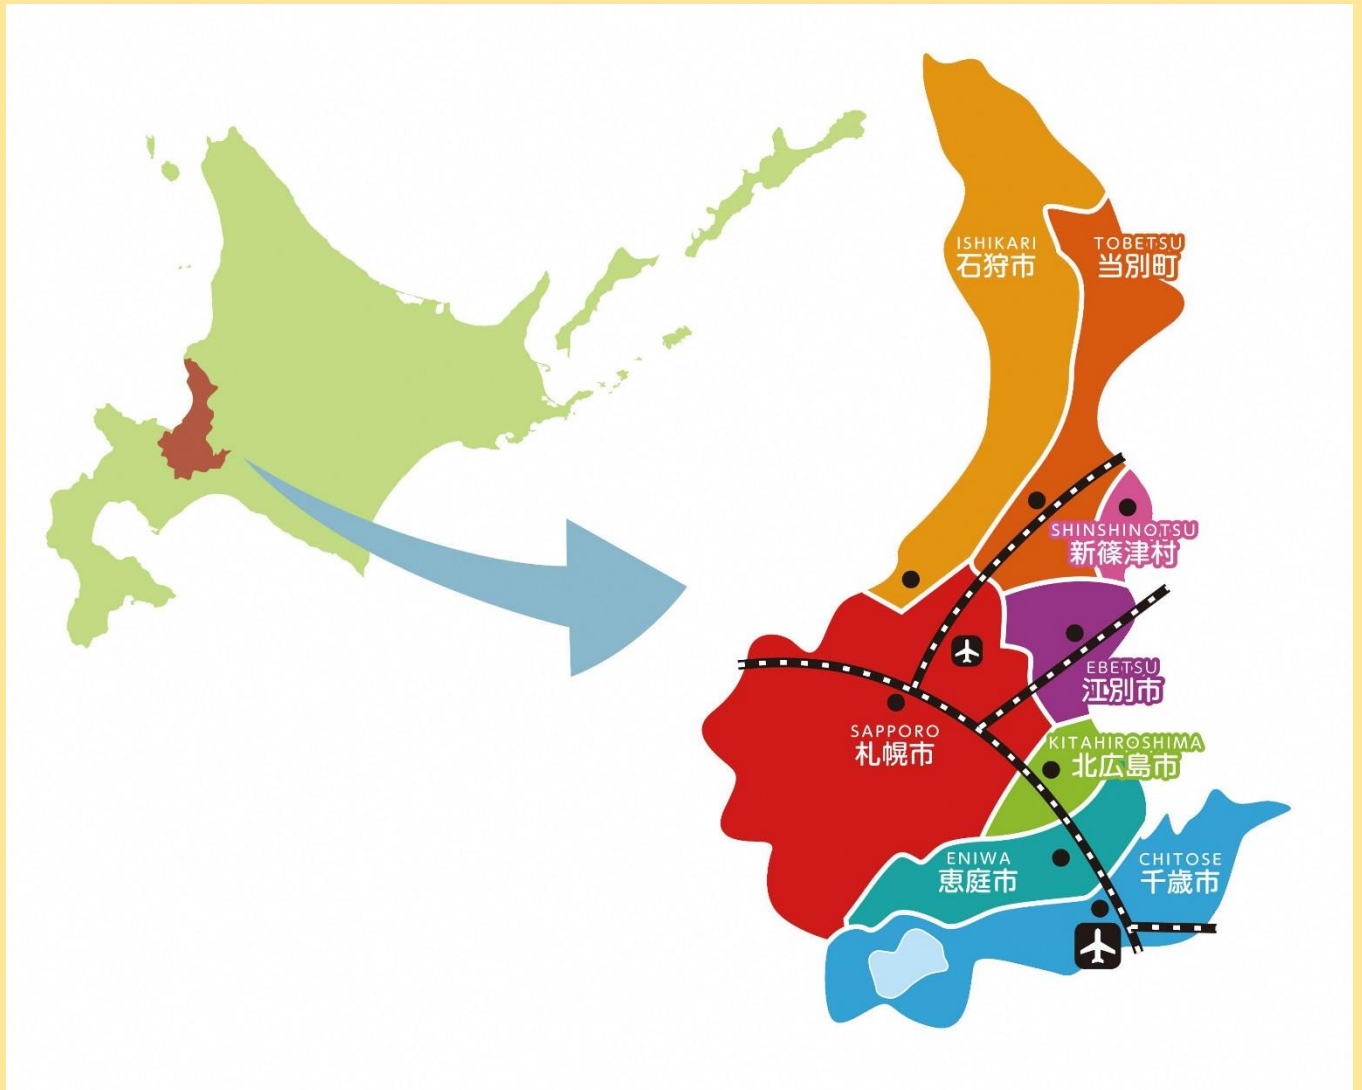 ISHIKARI
石狩市
TOBETSU
当別町
SHINSHINOTSU
新篠津村
EBETSU
江別市
SAPPORO
札幌市
KITAHIROSHIMA
北広島市
ENIWA
恵庭市
CHITOSE
千歳市